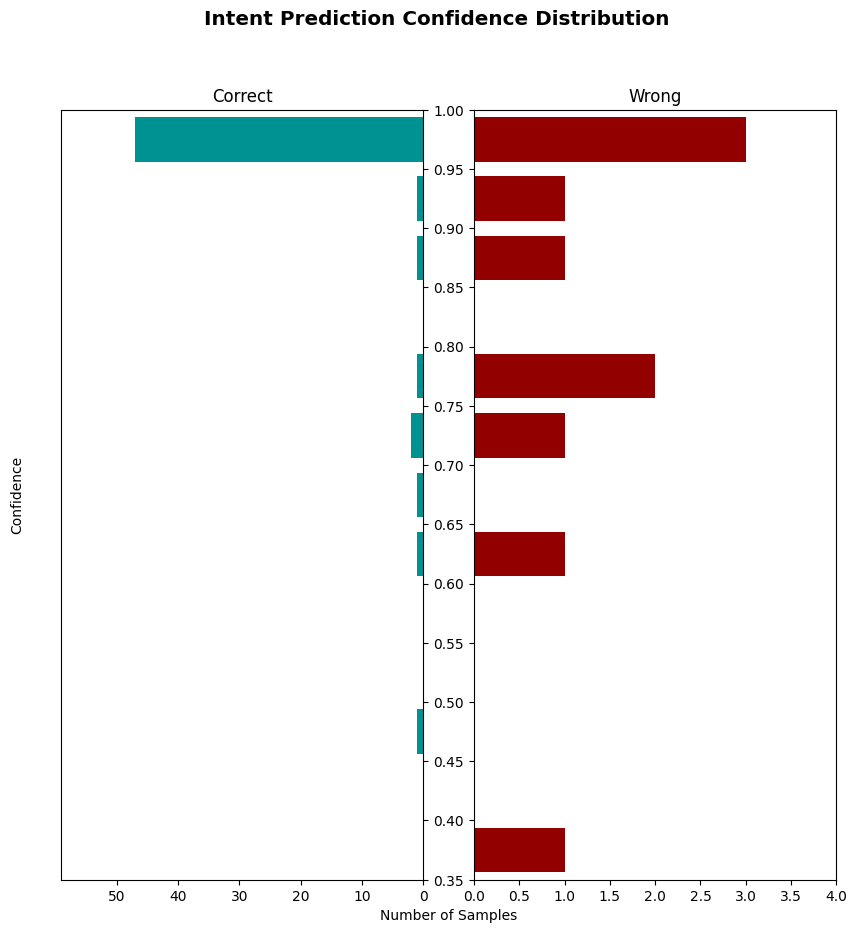 Intent Prediction Confidence Distribution
Correct
Wrong
1.00
0.95
0.90
0.85
0.80
0.75
0.70
0.65
0.60
0.55
0.50
0.45
0.40
0.35
Confidence
50 40 30 20 10 0
0.0 0.5 1.0 1.5 2.0 2.5 3.0 3.5 4.0
Number of Samples